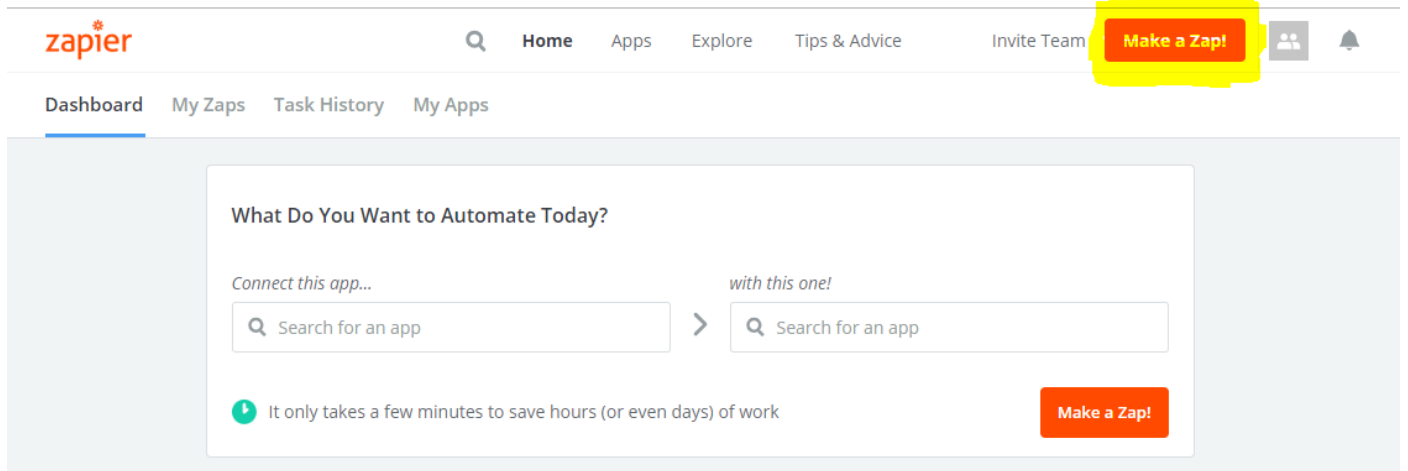 zapier Home Apps Explore Tips & Advice Invite Team Make a Zap!
Dashboard My Zaps Task History My Apps
What Do You Want to Automate Today?
Connect this app... with this one!
Search for an app Search for an app
It only takes a few minutes to save hours (or even days) of work Make a Zap!